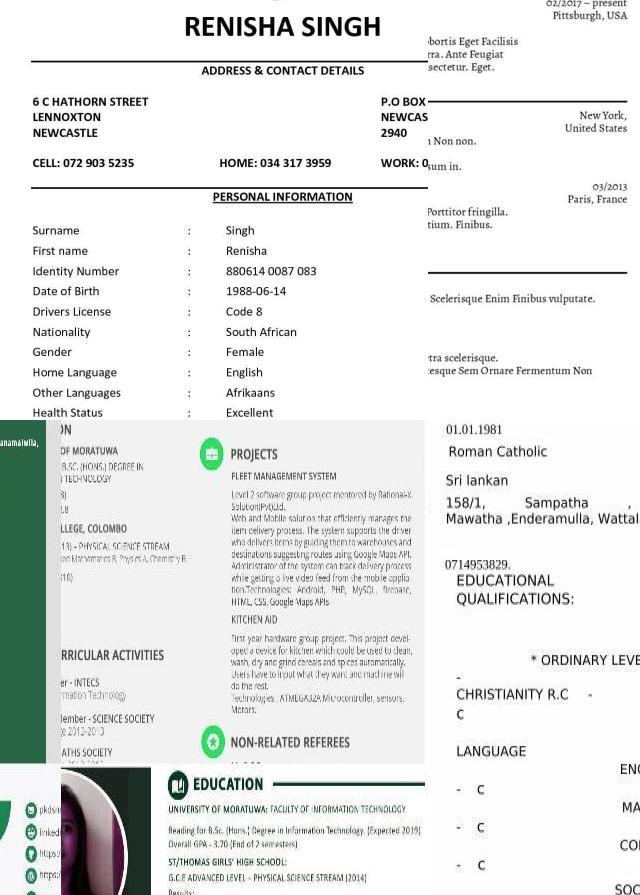 RENISHA SINGH
ADDRESS & CONTACT DETAILS
6 C HATHORN STREET
P.O BOX
LENNOXTON
NEWCAS
NEWCASTLE
2940
CELL: 072 903 5235
HOME: 034 317 3959
WORK: 0
PERSONAL INFORMATION
Surname : Singh
First name : Renisha
Identity Number : 880614 0087 083
Date of Birth : 1988-06-14
Drivers License : Code 8
Nationality : South African
Gender : Female
Home Language : English
Other Languages : Afrikaans
Health Status : Excellent
02/2017 – present
Pittsburgh, USA
obortis Eget Facilisis
rra. Ante Feugiat
sectetur. Eget.
New York,
United States
Non non.
sum in.
03/2013
Paris, France
Porttitor fringilla.
tium. Finibus.
Scelerisque Enim Finibus vulputate.
tra scelerisque.
esque Sem Ornare Fermentum Non
anamalwila,
ON
OF MORATUWA
B.SC. (HONS.) DEGREE IN
TECHNOLOGY
8)
.8
LLEGE, COLOMBO
13) – PHYSICAL SCIENCE STREAM
ed Mathematics B, Physics A, Chemistry B
10)
RRICULAR ACTIVITIES
er - INTECS
rmation Technology
ember - SCIENCE SOCIETY
2012-2013
ATHS SOCIETY
PROJECTS
FLEET MANAGEMENT SYSTEM
Level 2 software group project mentored by Rational-X
Solution(Pvt)Ltd.
Web and Mobile solution that efficiently manages the
item delivery process. The system supports the driver
who delivers items by guiding them to warehouses and
destinations suggesting routes using Google Maps API.
Administrator of the system can track delivery process
while getting a live video feed from the mobile applica-
tion.Technologies: Android, PHP, MySQL, firebase,
HTML, CSS, Google Maps APIs
KITCHEN AID
First year hardware group project. This project devel-
oped a device for kitchen which could be used to clean,
wash, dry and grind cereals and spices automatically.
Users have to input what they want and machine will
do the rest.
Technologies : ATMEGA32A Microcontroller, sensors,
Motors.
NON-RELATED REFEREES
01.01.1981
Roman Catholic
Sri lankan
158/1, Sampatha ,
Mawatha ,Enderamulla, Wattal
0714953829.
EDUCATIONAL
QUALIFICATIONS:
* ORDINARY LEVE
-
CHRISTIANITY R.C -
C
LANGUAGE
EN
- C
MA
- C
CO
- C
SOC
pkdsm
linked
https:/
https:/
EDUCATION
UNIVERSITY OF MORATUWA: FACULTY OF INFORMATION TECHNOLOGY
Reading for B.Sc. (Hons.) Degree in Information Technology. (Expected 2019)
Overall GPA - 3.70 (End of 2 semesters)
ST/THOMAS GIRLS' HIGH SCHOOL:
G.C.E ADVANCED LEVEL – PHYSICAL STREAM (2014)
Results: